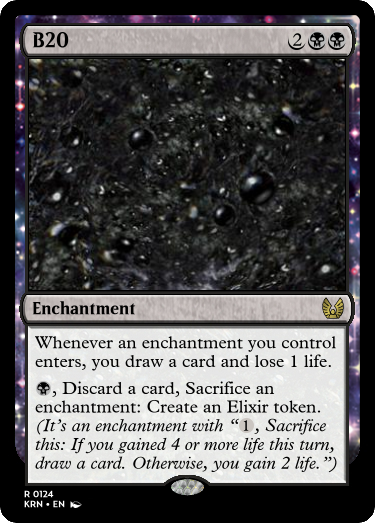 B2O
2
Enchantment
Whenever an enchantment you control
enters, you draw a card and lose 1 life.
, Discard a card, Sacrifice an
enchantment: Create an Elixir token.
(It's an enchantment with “1, Sacrifice
this: If you gained 4 or more life this turn,
draw a card. Otherwise, you gain 2 life.”)
R 0124
KRN • EN